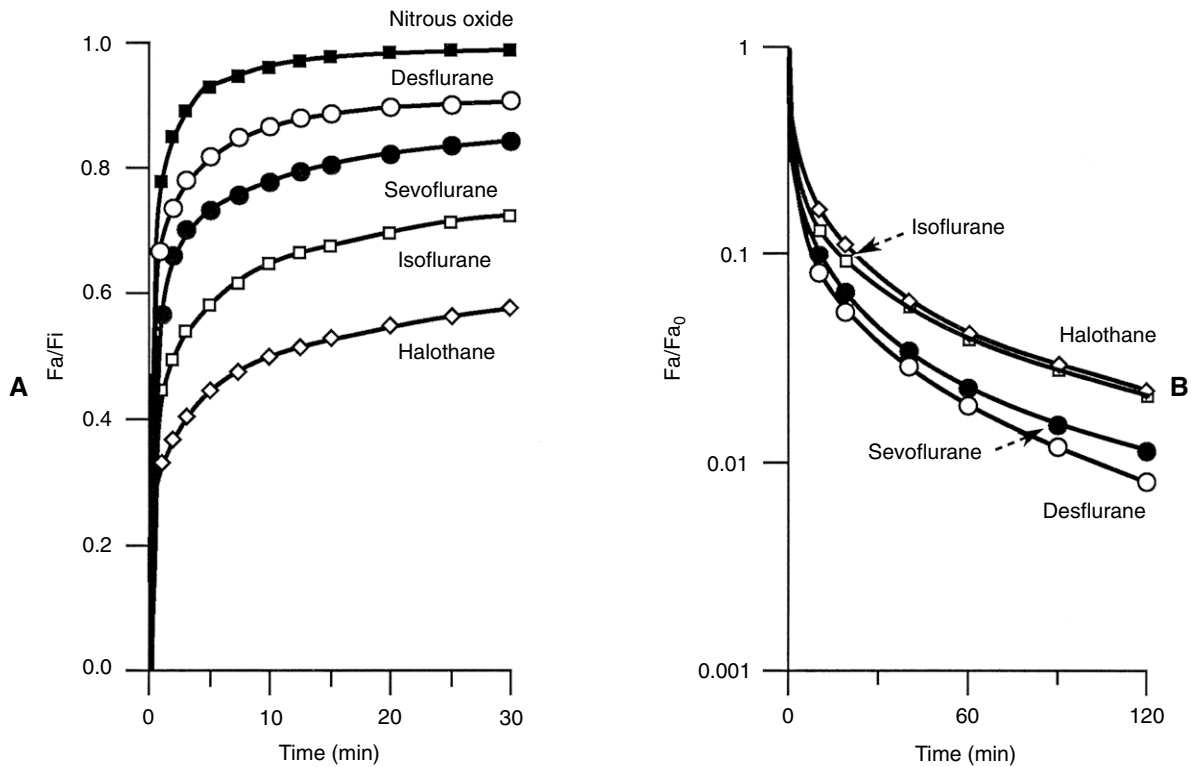 A
Fa/Fi
1.0
0.8
0.6
0.4
0.2
0.0
Nitrous oxide
Desflurane
Sevoflurane
Isoflurane
Halothane
0 10 20 30
Time (min)
B
Fa/Fa₀
1
0.1
0.01
0.001
Isoflurane
Halothane
Sevoflurane
Desflurane
0 60 120
Time (min)